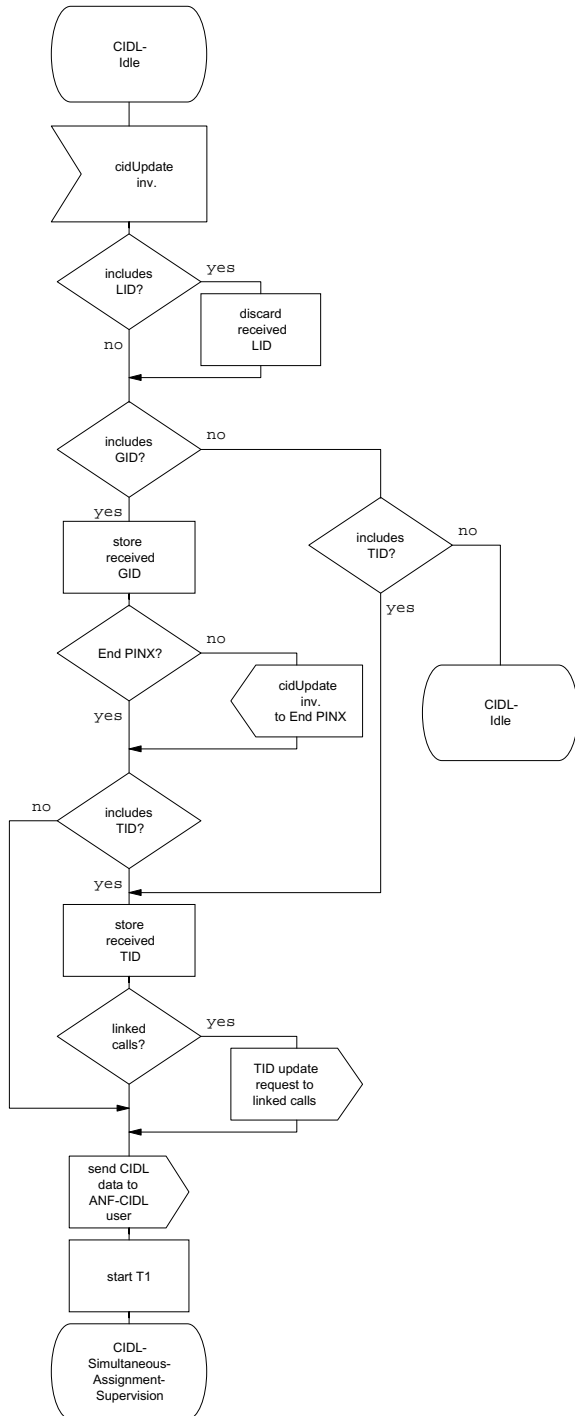 CIDL-
Idle
cidUpdate
inv.
includes
LID?
yes
discard
received
LID
no
includes
GID?
no
yes
store
received
GID
includes
TID?
no
yes
End PINX?
no
cidUpdate
inv.
to End PINX
yes
CIDL-
Idle
no
includes
TID?
yes
store
received
TID
linked
calls?
yes
TID update
request to
linked calls
send CIDL
data to
ANF-CIDL
user
start T1
CIDL-
Simultaneous-
Assignment-
Supervision